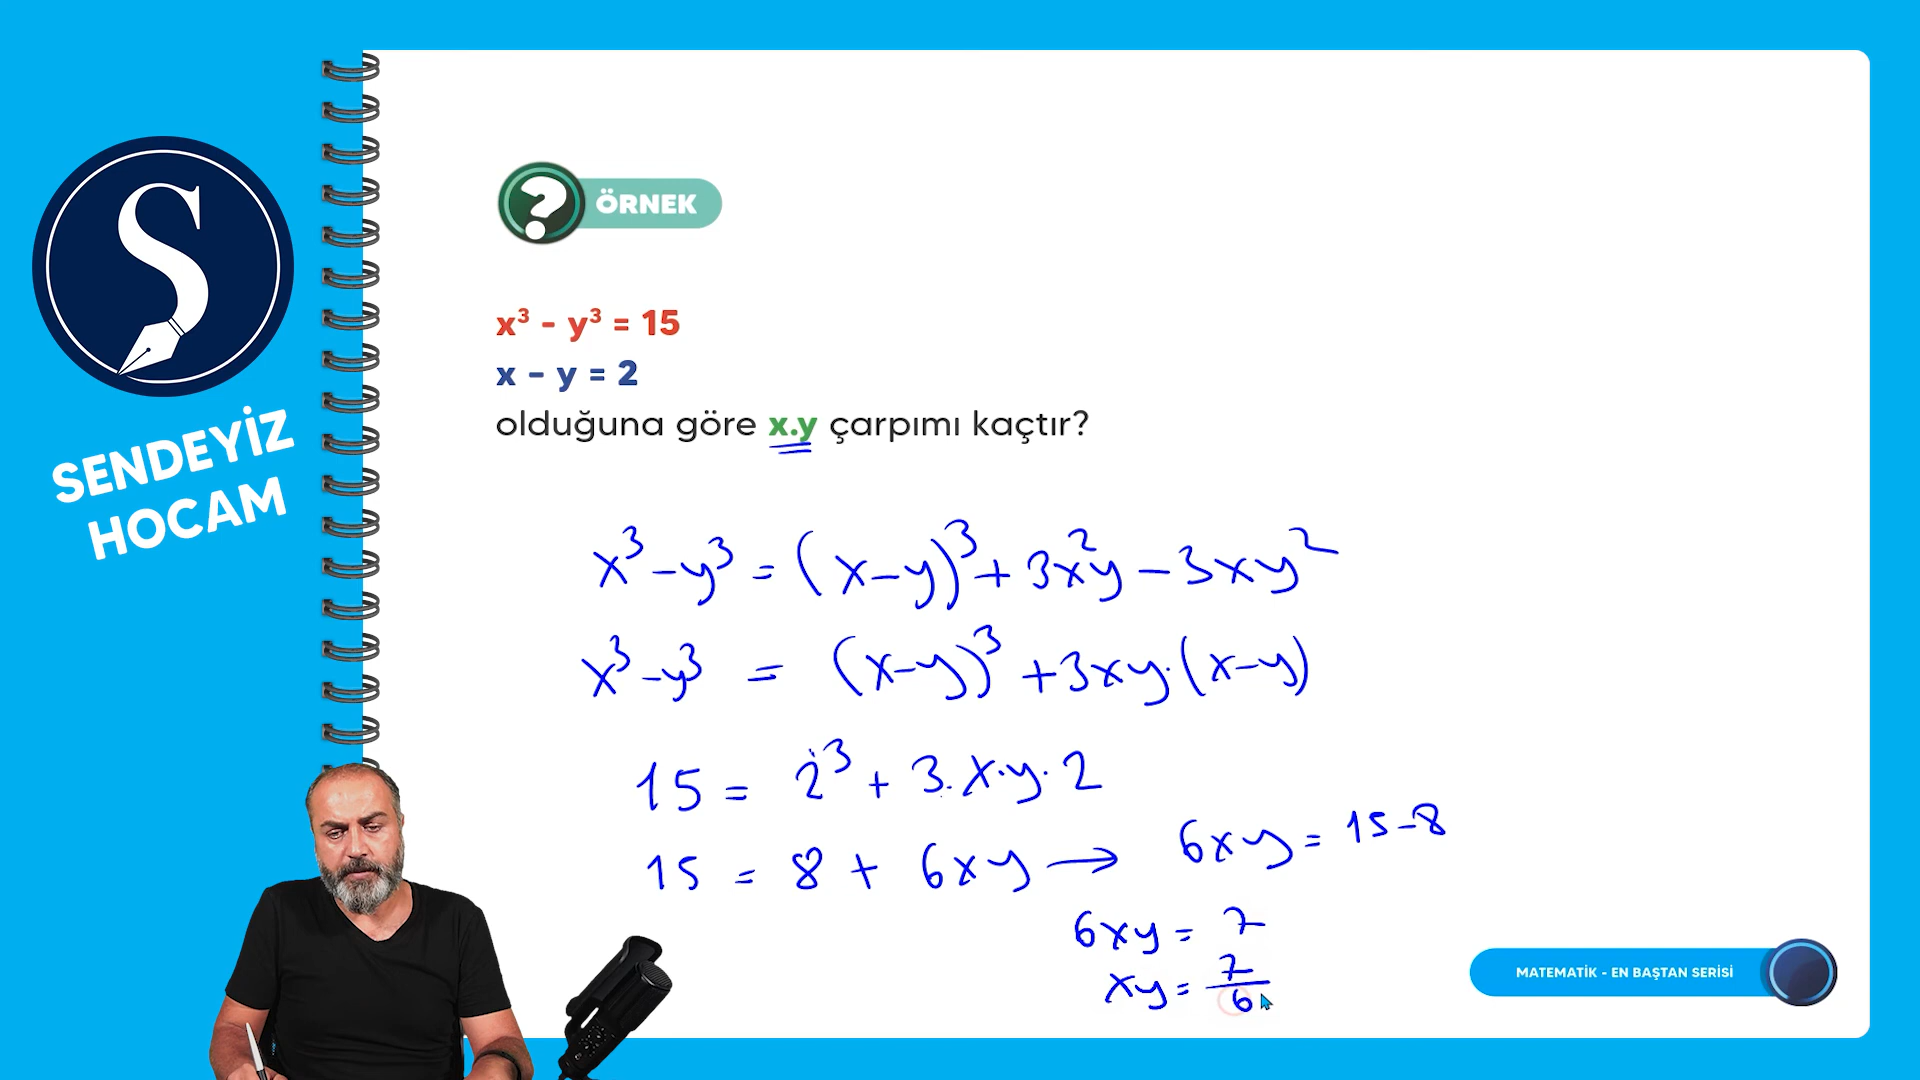 SENDEYİZ
HOCAM
? ÖRNEK
x³ - y³ = 15
x - y = 2
olduğuna göre x.y çarpımı kaçtır?
x³ - y³ = (x-y)³ + 3x²y - 3xy²
x³ - y³ = (x-y)³ + 3xy.(x-y)
15 = 2³ + 3.x.y.2
15 = 8 + 6xy → 6xy = 15-8
6xy = 7
xy = 7/6
MATEMATİK - EN BAŞTAN SERİSİ